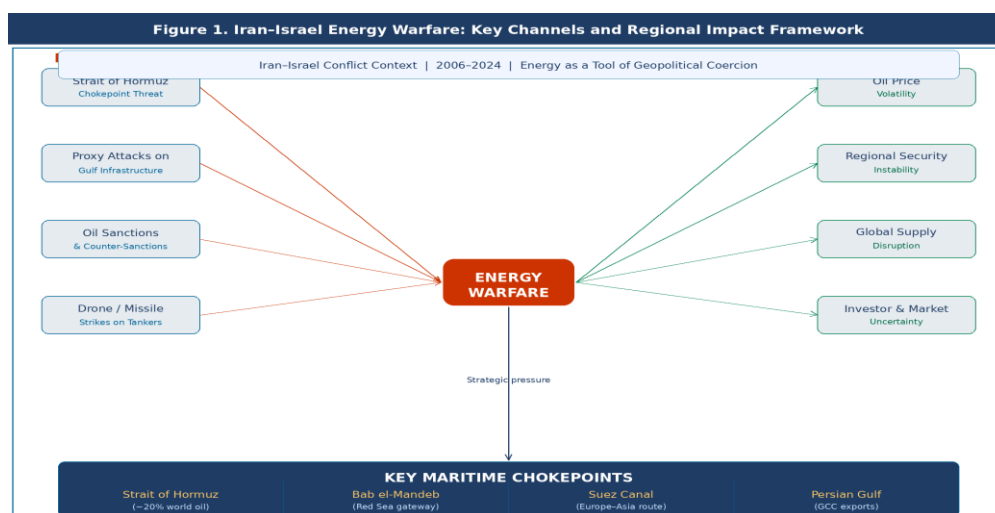 Figure 1. Iran–Israel Energy Warfare: Key Channels and Regional Impact Framework
Iran–Israel Conflict Context | 2006–2024 | Energy as a Tool of Geopolitical Coercion
Strait of Hormuz
Chokepoint Threat
Oil Price
Volatility
Proxy Attacks on
Gulf Infrastructure
Regional Security
Instability
Oil Sanctions
& Counter-Sanctions
Global Supply
Disruption
ENERGY
WARFARE
Drone / Missile
Strikes on Tankers
Investor & Market
Uncertainty
Strategic pressure
KEY MARITIME CHOKEPOINTS
Strait of Hormuz
(~20% world oil)
Bab el-Mandeb
(Red Sea gateway)
Suez Canal
(Europe–Asia route)
Persian Gulf
(GCC exports)